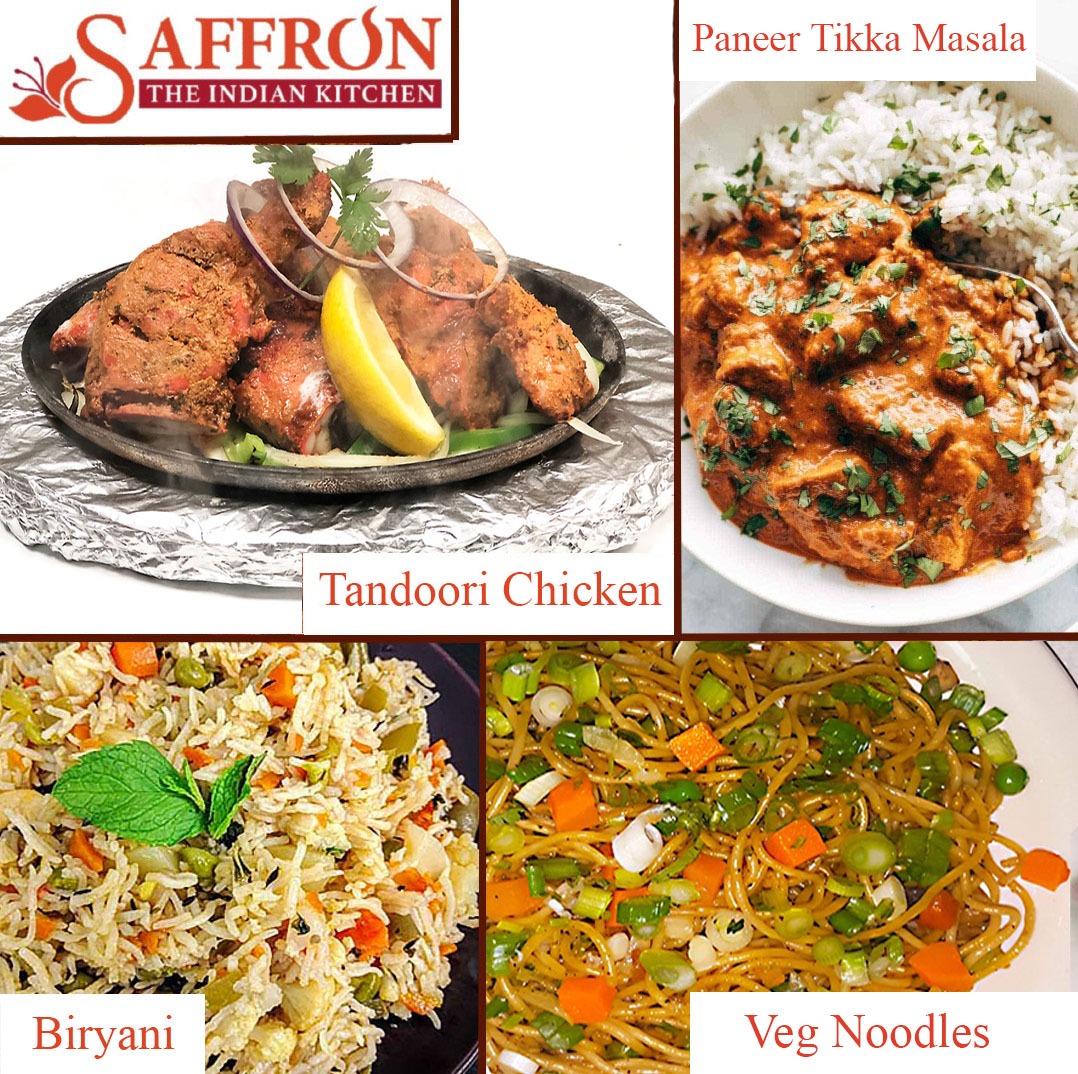 SAFFRON
THE INDIAN KITCHEN
Paneer Tikka Masala
Tandoori Chicken
Biryani
Veg Noodles